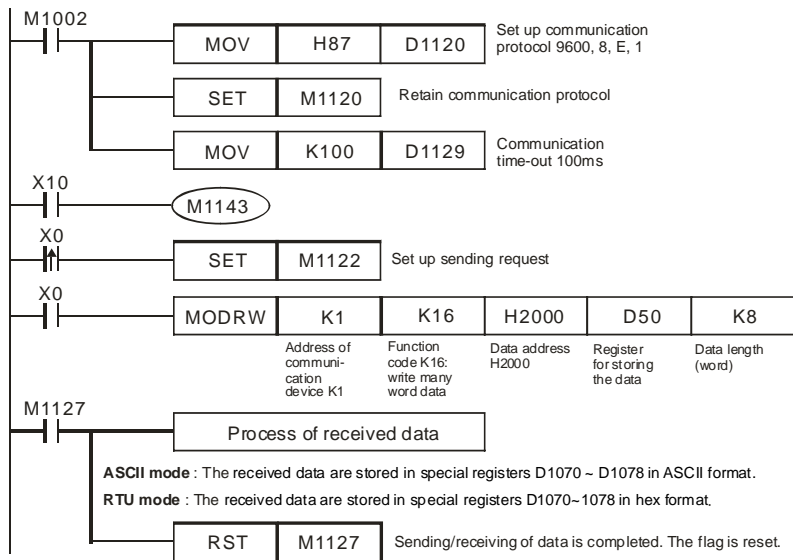 M1002
MOV H87 D1120 Set up communication
protocol 9600, 8, E, 1
SET M1120 Retain communication protocol
MOV K100 D1129 Communication
time-out 100ms
X10
M1143
X0
SET M1122 Set up sending request
X0
MODRW K1 K16 H2000 D50 K8
Address of
communi-
cation
device K1
Function
code K16:
write many
word data
Data address
H2000
Register
for storing
the data
Data length
(word)
M1127
Process of received data
ASCII mode : The received data are stored in special registers D1070 ~ D1078 in ASCII format.
RTU mode : The received data are stored in special registers D1070~1078 in hex format.
RST M1127 Sending/receiving of data is completed. The flag is reset.